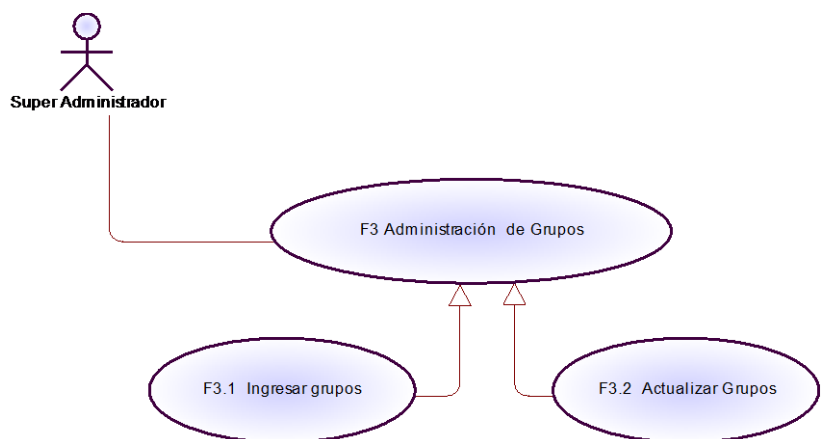 Super Administrador
F3 Administración de Grupos
F3.1 Ingresar grupos
F3.2 Actualizar Grupos